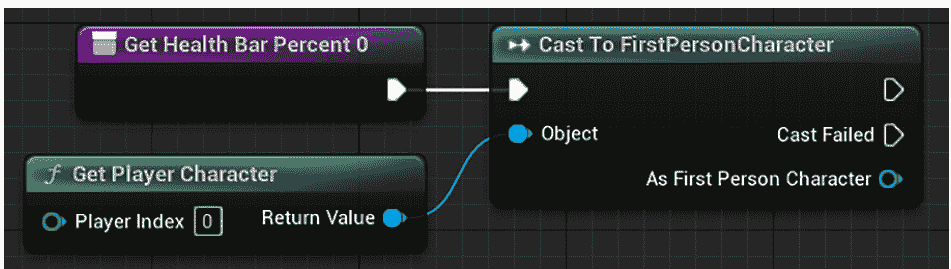 Get Health Bar Percent 0
Cast To FirstPersonCharacter
Object
Cast Failed
As First Person Character
f Get Player Character
Player Index 0
Return Value